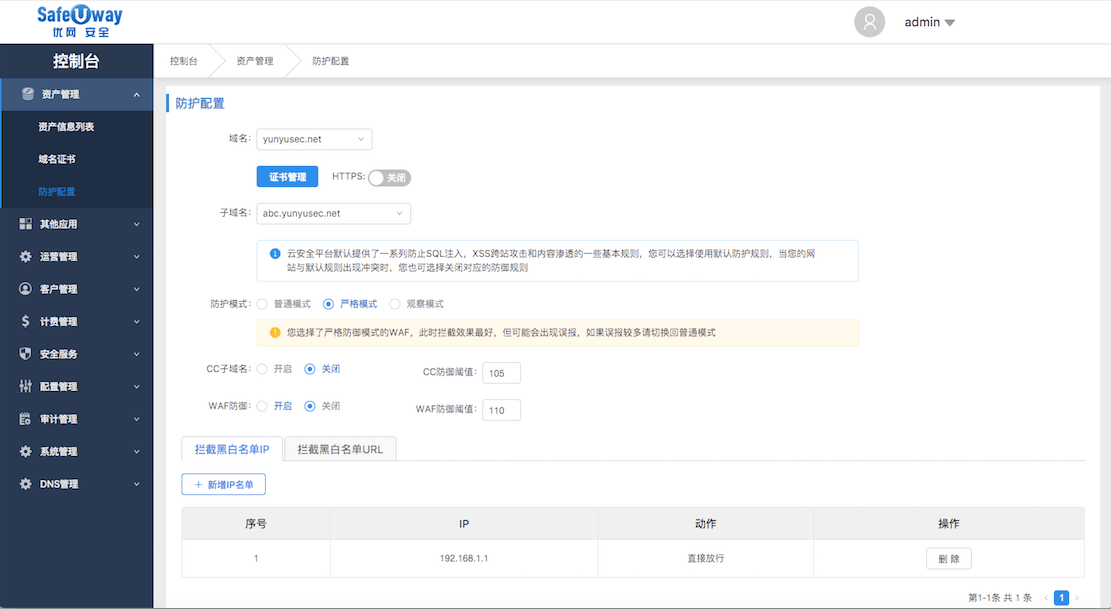 SafeUway
优网 安全
admin
控制台
资产管理
资产信息列表
域名证书
防护配置
其他应用
运营管理
客户管理
计费管理
安全服务
配置管理
审计管理
系统管理
DNS管理
控制台 资产管理 防护配置
防护配置
域名: yunyusec.net
证书管理 HTTPS: 关闭
子域名: abc.yunyusec.net
云安全平台默认提供了一系列防止SQL注入，XSS跨站攻击和内容渗透的一些基本规则，您可以选择使用默认防护规则，当您的网
站与默认规则出现冲突时，您也可选择关闭对应的防御规则
防护模式: 普通模式 严格模式 观察模式
您选择了严格防御模式的WAF，此时拦截效果最好，但可能会出现误报，如果误报较多请切换回普通模式
CC子域名: 开启 关闭 CC防御阈值: 105
WAF防御: 开启 关闭 WAF防御阈值: 110
拦截黑白名单IP 拦截黑白名单URL
+ 新增IP名单
序号 IP 动作 操作
1 192.168.1.1 直接放行 删 除
第1-1条 共 1 条 < 1 >